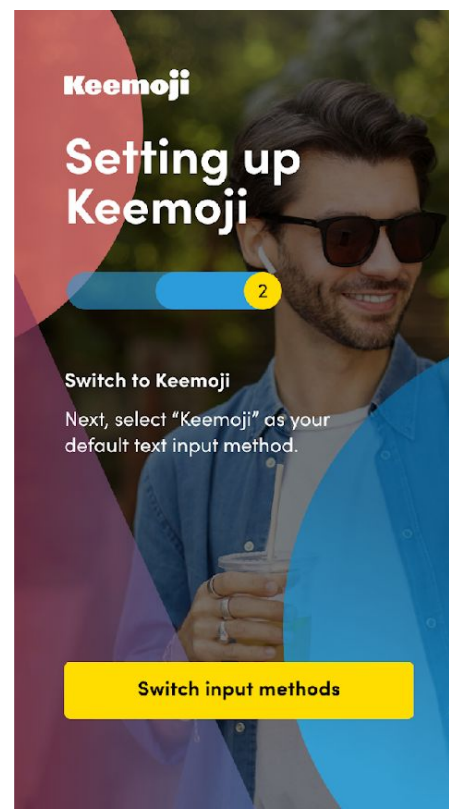 Keemoji
Setting up
Keemoji
2
Switch to Keemoji
Next, select “Keemoji” as your
default text input method.
Switch input methods